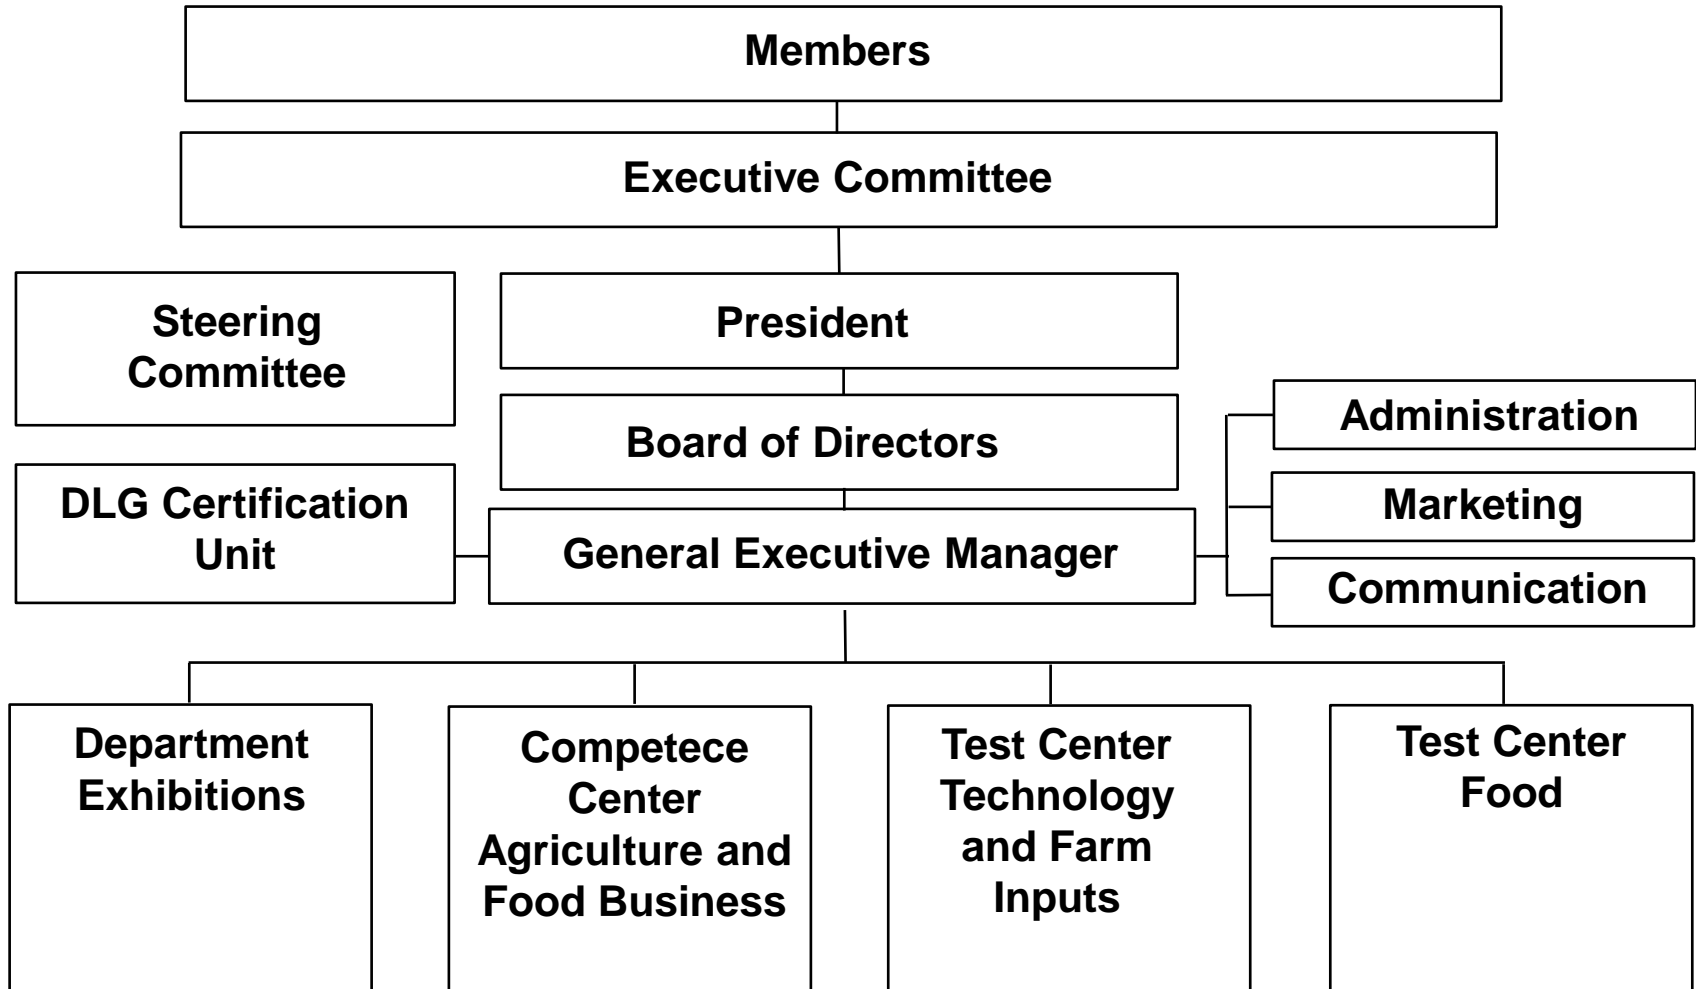 Members
Executive Committee
Steering
Committee
President
Board of Directors
Administration
DLG Certification
Unit
General Executive Manager
Marketing
Communication
Department
Exhibitions
Competece
Center
Agriculture and
Food Business
Test Center
Technology
and Farm
Inputs
Test Center
Food